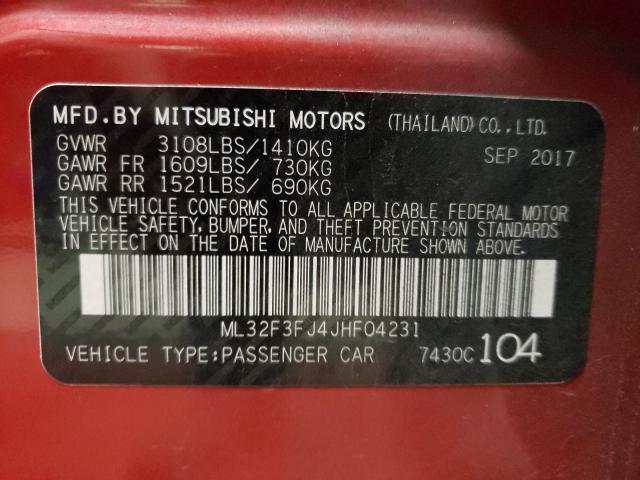 MFD.BY MITSUBISHI MOTORS (THAILAND)CO.,LTD.
GVWR 3108LBS/1410KG SEP 2017
GAWR FR 1609LBS/ 730KG
GAWR RR 1521LBS/ 690KG
THIS VEHICLE CONFORMS TO ALL APPLICABLE FEDERAL MOTOR
VEHICLE SAFETY, BUMPER, AND THEFT PREVENTION STANDARDS
IN EFFECT ON THE DATE OF MANUFACTURE SHOWN ABOVE.
ML32F3FJ4JHF04231
VEHICLE TYPE:PASSENGER CAR 7430C 104